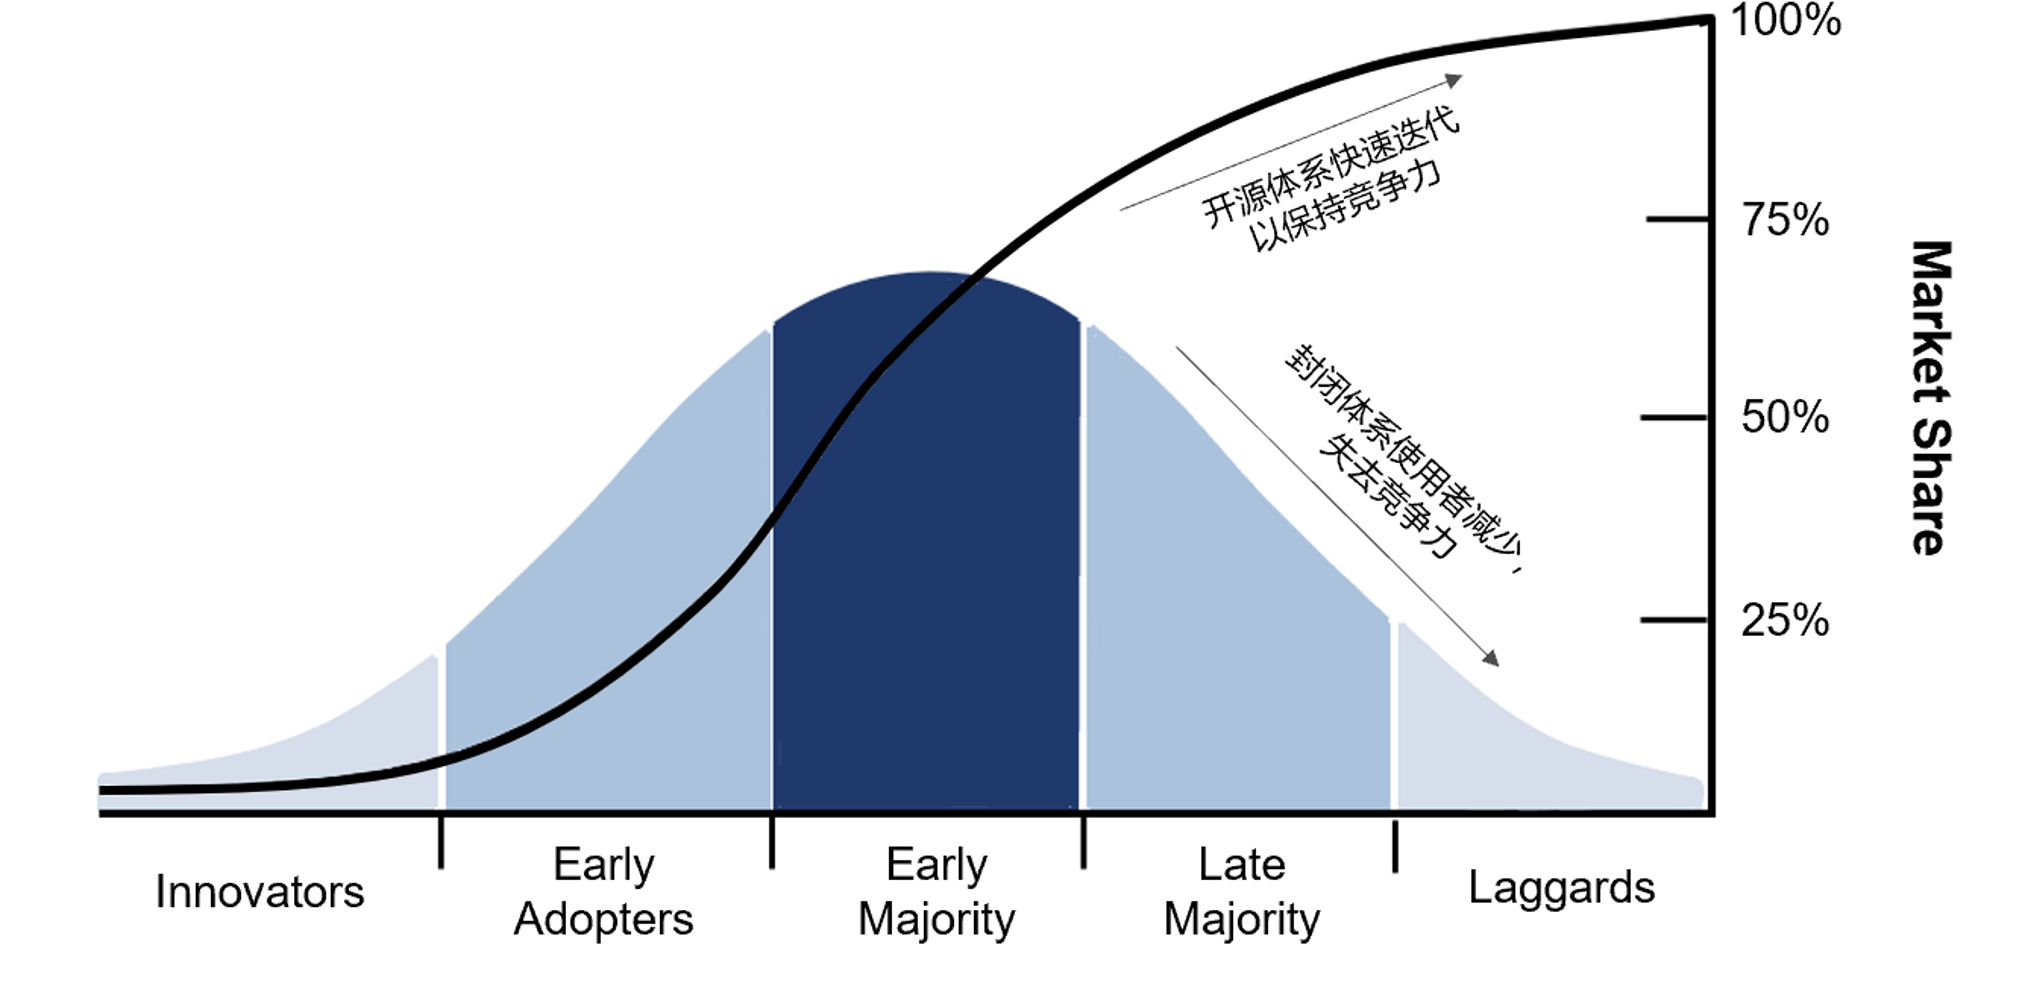 100%
开源体系快速迭代
以保持竞争力
75%
封闭体系使用者减少,
失去竞争力
50%
25%
Market Share
Innovators
Early
Adopters
Early
Majority
Late
Majority
Laggards